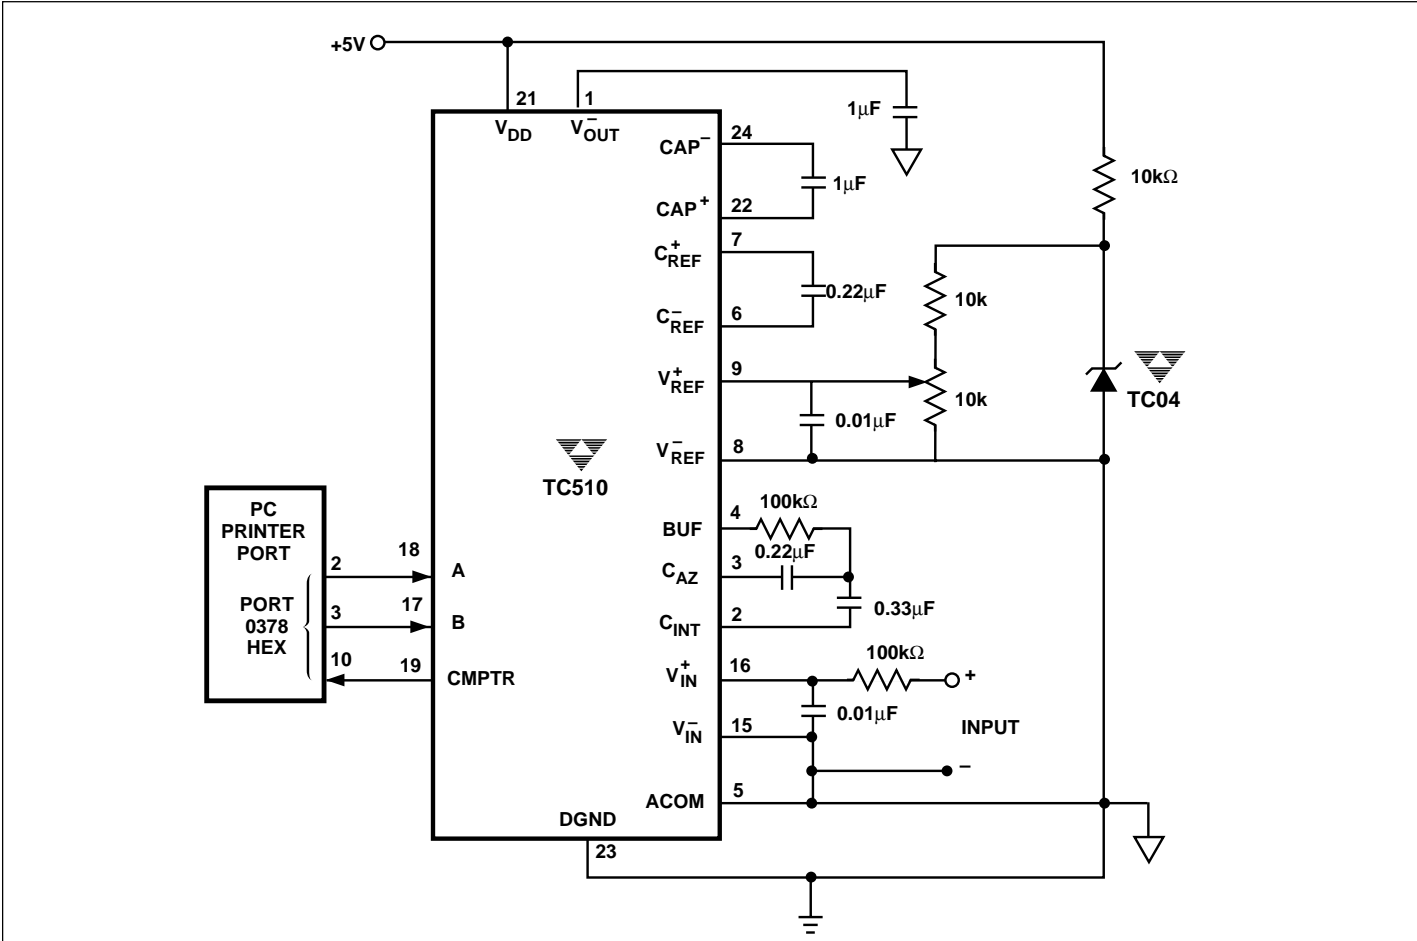 +5V
21
1
VDD
V−OUT
1µF
CAP−
24
1µF
CAP+
22
10kΩ
C+REF
7
0.22µF
C−REF
6
10k
V+REF
9
10k
0.01µF
TC04
V−REF
8
TC510
PC
PRINTER
PORT
PORT
0378
HEX
2
3
10
18
17
19
A
B
CMPTR
BUF
4
100kΩ
0.22µF
CAZ
3
0.33µF
CINT
2
100kΩ
V+IN
16
+
0.01µF
INPUT
V−IN
15
−
ACOM
5
DGND
23